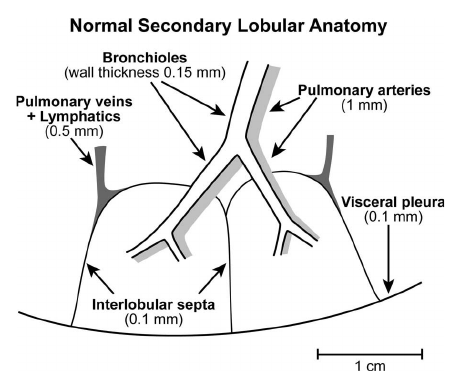 Normal Secondary Lobular Anatomy
Bronchioles
(wall thickness 0.15 mm)
Pulmonary veins
+ Lymphatics
(0.5 mm)
Pulmonary arteries
(1 mm)
Visceral pleura
(0.1 mm)
Interlobular septa
(0.1 mm)
1 cm